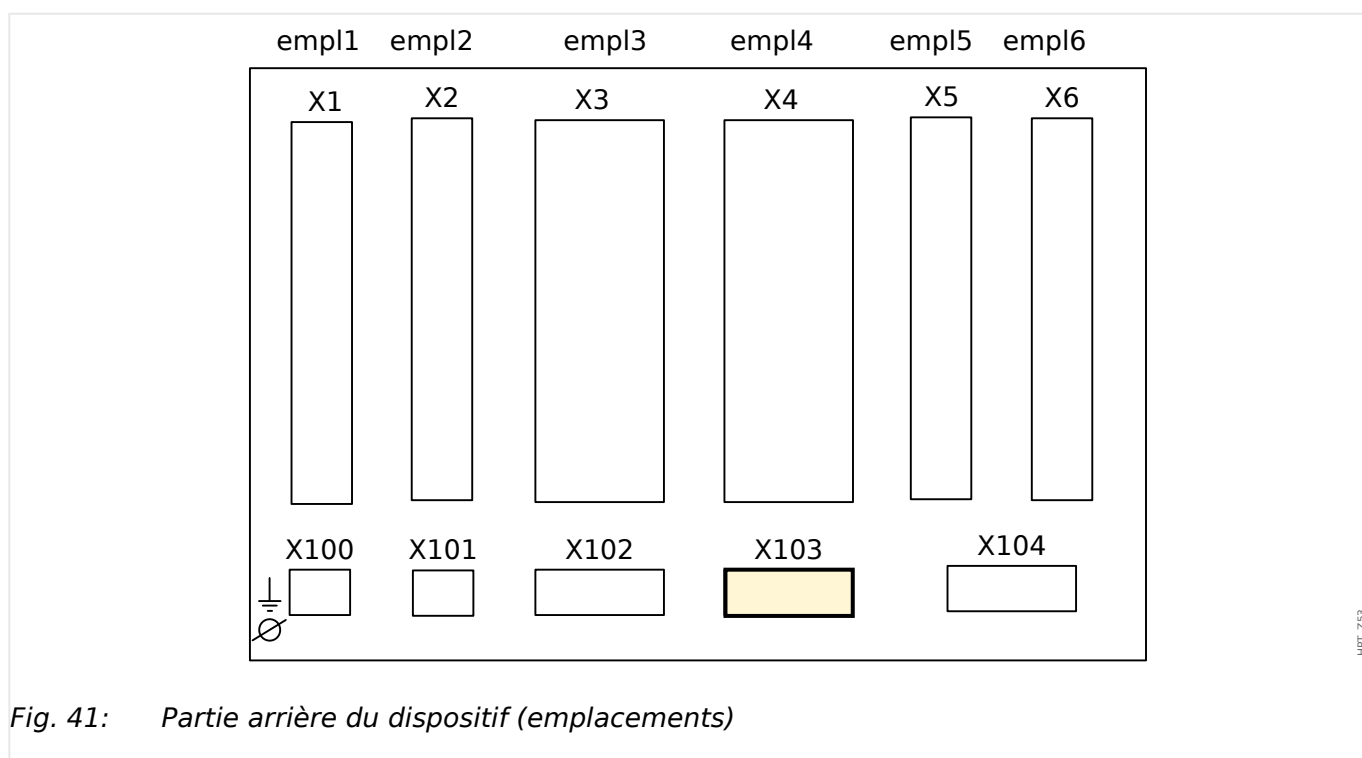 empl1 empl2 empl3 empl4 empl5 empl6
X1 X2 X3 X4 X5 X6
X100 X101 X102 X103 X104
Fig. 41: Partie arrière du dispositif (emplacements)